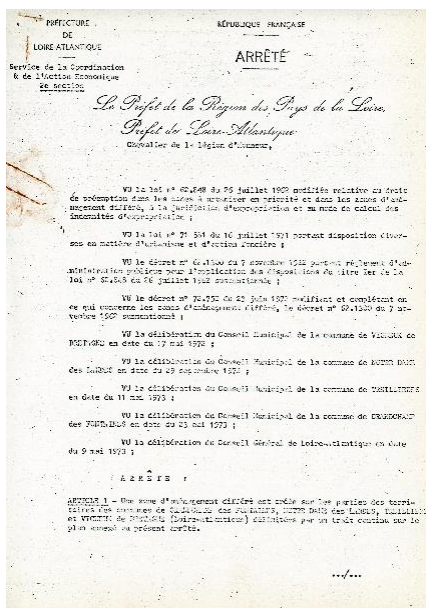 PRÉFECTURE
DE
LOIRE-ATLANTIQUE
Service de la Coordination
& de l'Action Economique
2e section
RÉPUBLIQUE FRANÇAISE
ARRÊTÉ
Le Préfet de la Région des Pays de la Loire,
Préfet de Loire-Atlantique
Chevalier de la Légion d'Honneur,
VU la loi n° 62.848 du 26 juillet 1962 modifiée relative au droit
de préemption dans les zones à urbaniser en priorité et dans les zones d'amé-
nagement différé, à la juridiction d'expropriation et au mode de calcul des
indemnités d'expropriation ;
VU la loi n° 71.581 du 16 juillet 1971 portant disposition diver-
ses en matière d'urbanisme et d'action foncière ;
VU le décret n° 62.1300 du 7 novembre 1962 portant règlement d'ad-
ministration publique pour l'application des dispositions du titre Ier de la
loi n° 62.848 du 26 juillet 1962 susmentionnée ;
VU le décret n° 72. du 29 juin 197 modifiant et complétant en
ce qui concerne les zones d'aménagement différé, le décret n° 62.1300 du 7 no-
vembre 1962 susmentionné ;
VU la délibération du Conseil Municipal de la commune de VIGNEUX de
BRETAGNE en date du 17 mai 1972 ;
VU la délibération du Conseil Municipal de la commune de NOTRE DAME
des LANDES en date du 29 septembre 1972 ;
VU la délibération du Conseil Municipal de la commune de TREILLIERES
en date du 11 mai 1973 ;
VU la délibération du Conseil Municipal de la commune de GRANDCHAMP
des FONTAINES en date du 23 mai 1973 ;
VU la délibération du Conseil Général de Loire-Atlantique en date
du 9 mai 1973 ;
A R R Ê T E :
ARTICLE 1 - Une zone d'aménagement différé est créée sur les parties des terri-
toires des communes de GRANDCHAMP des FONTAINES, NOTRE DAME des LANDES, TREILLIERES
et VIGNEUX de BRETAGNE (Loire-Atlantique) délimitées par un trait continu sur le
plan annexé au présent arrêté.
.../...